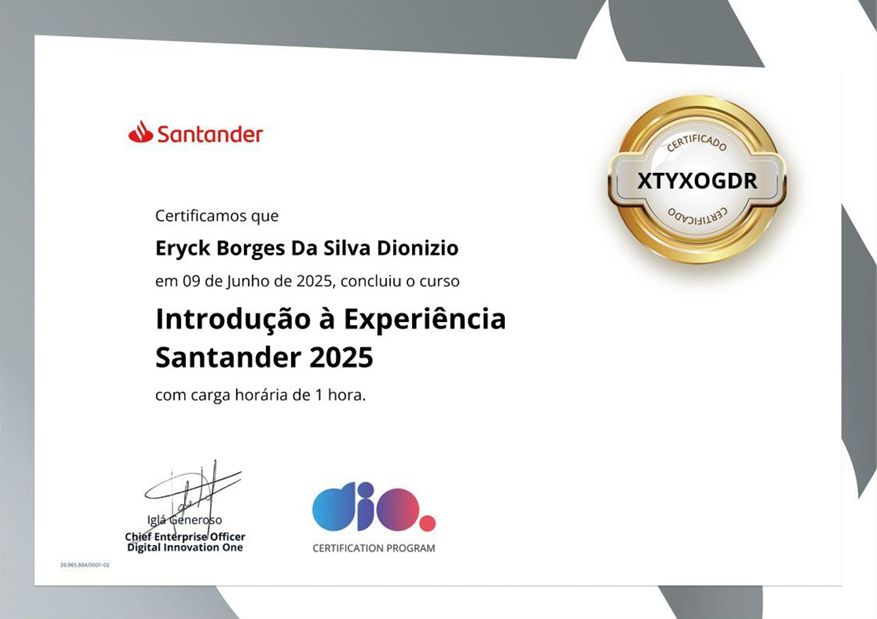 Santander
CERTIFICADO
XTYXOGDR
CERTIFICADO
Certificamos que
Eryck Borges Da Silva Dionizio
em 09 de Junho de 2025, concluiu o curso
Introdução à Experiência
Santander 2025
com carga horária de 1 hora.
Iglá Generoso
Chief Enterprise Officer
Digital Innovation One
dio.
CERTIFICATION PROGRAM
26.965.884/0001-02